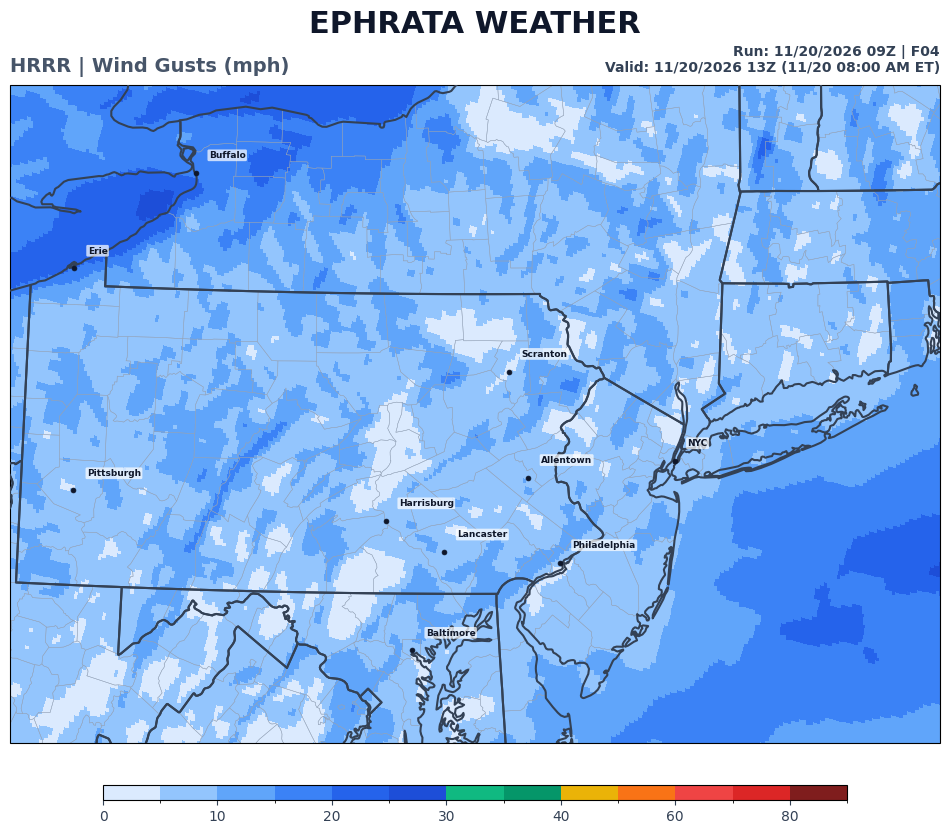 EPHRATA WEATHER
HRRR | Wind Gusts (mph)
Run: 11/20/2026 09Z | F04
Valid: 11/20/2026 13Z (11/20 08:00 AM ET)
Buffalo
Erie
Scranton
NYC
Allentown
Pittsburgh
Harrisburg
Lancaster
Philadelphia
Baltimore
0 10 20 30 40 60 80